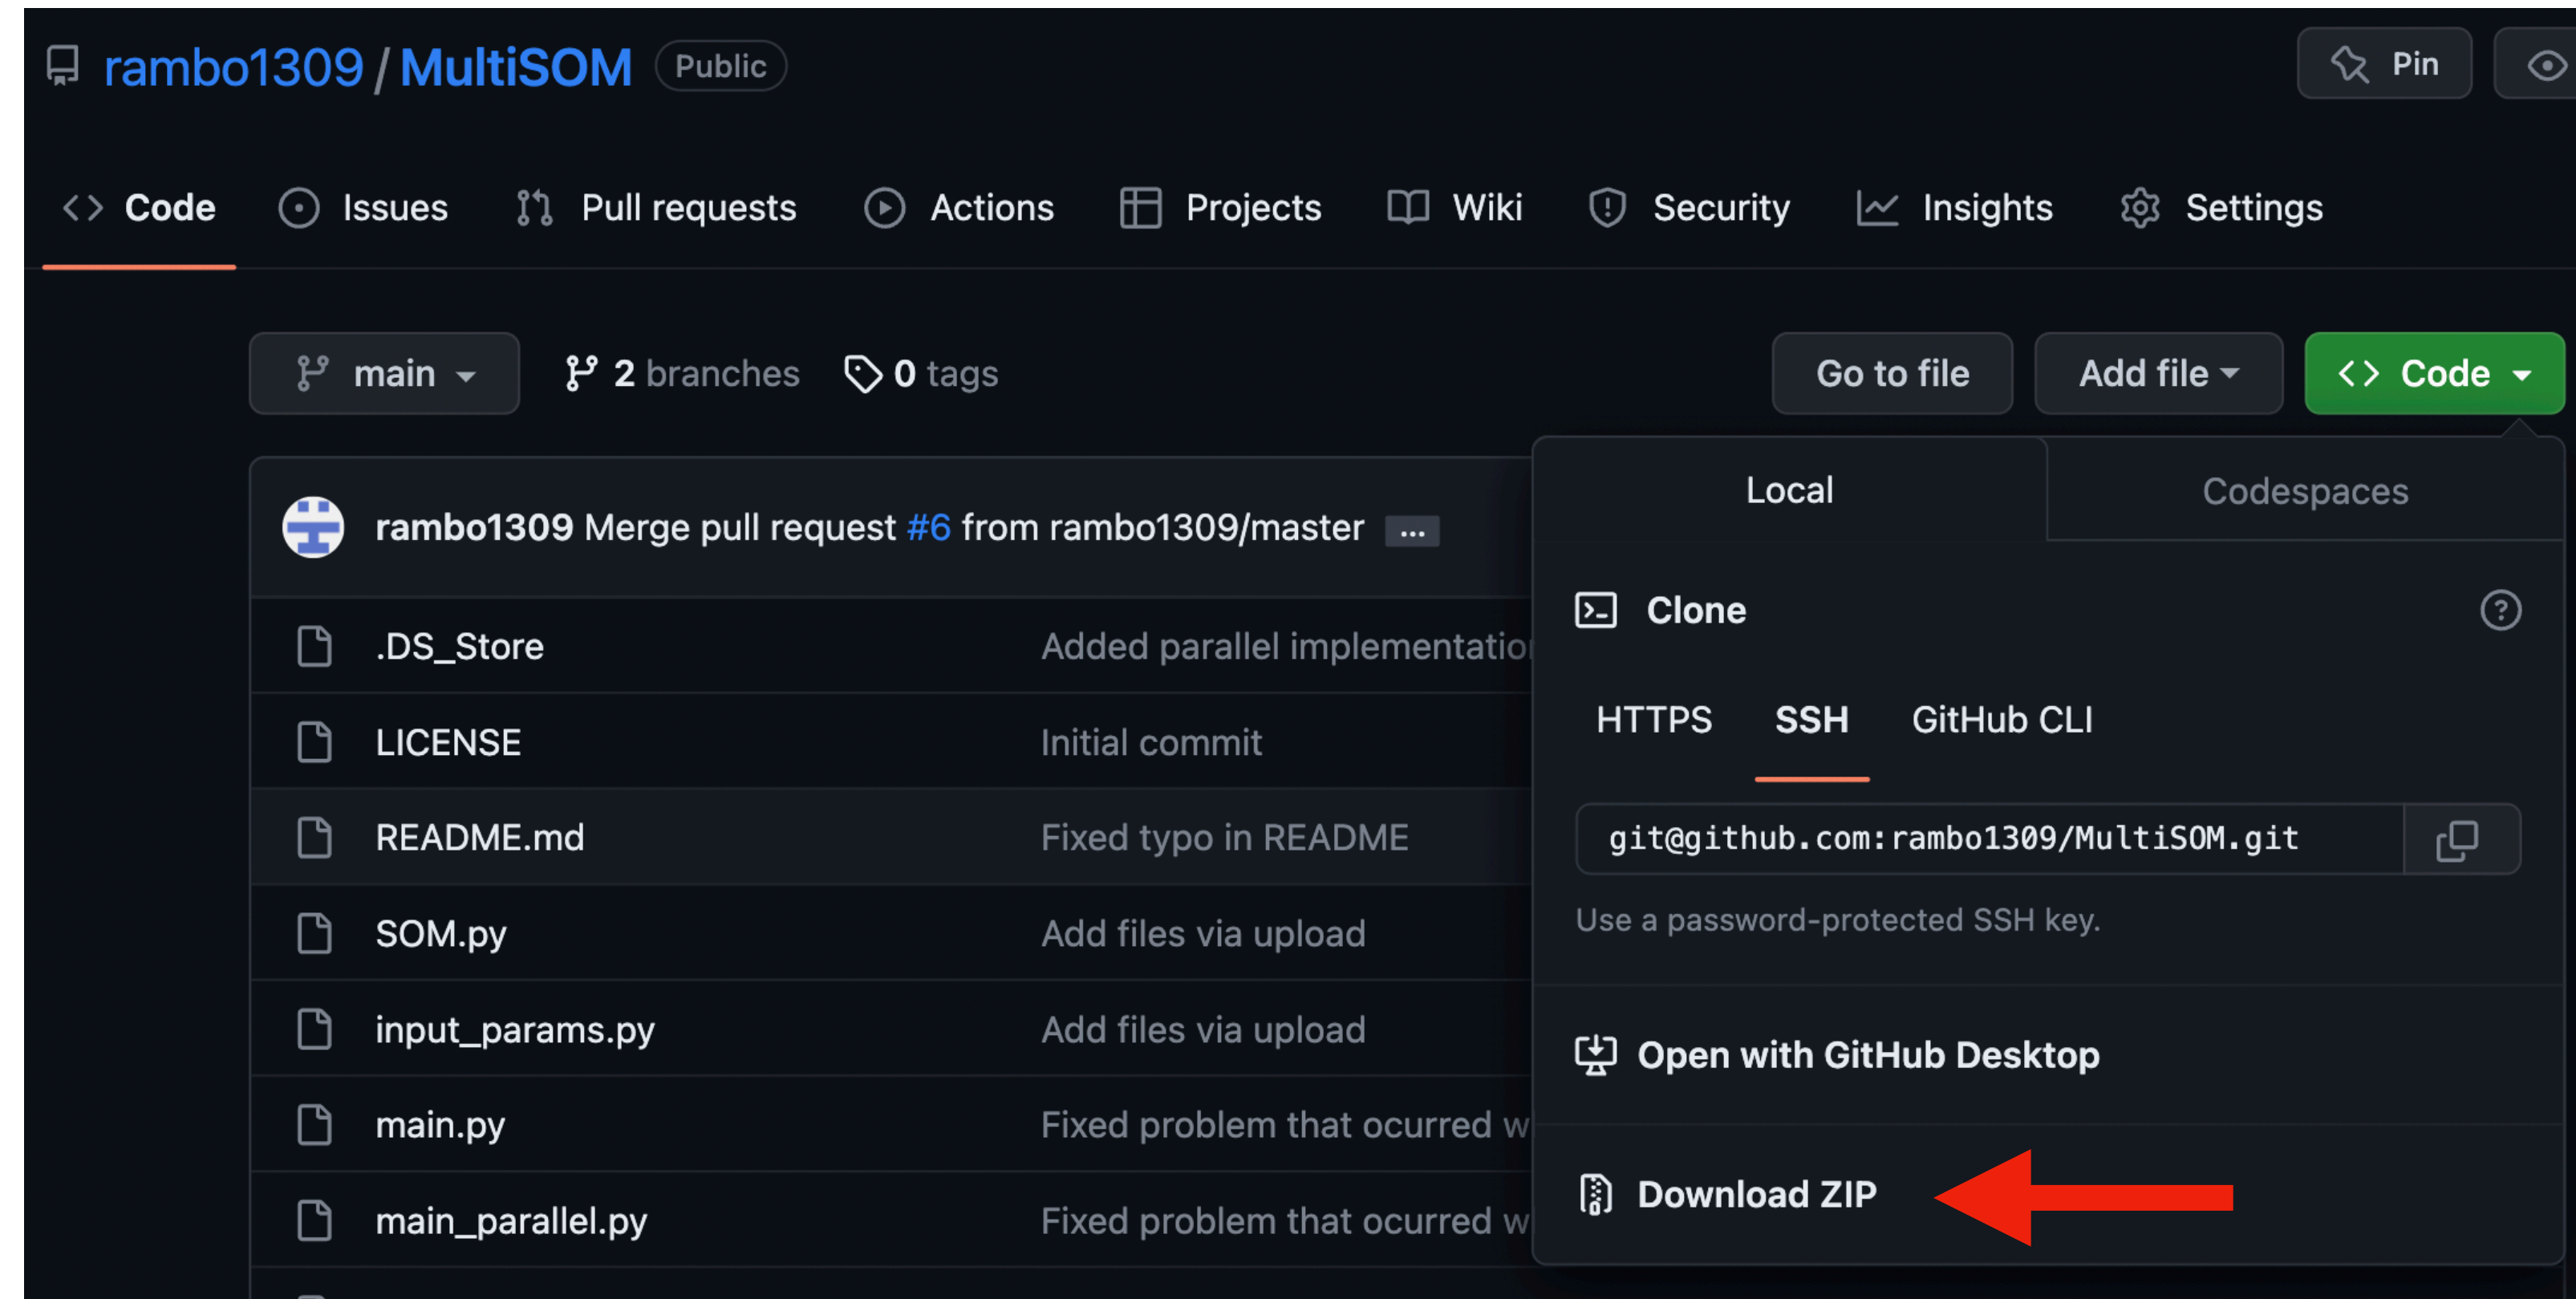 rambo1309 / MultiSOM Public Pin
Code Issues Pull requests Actions Projects Wiki Security Insights Settings
main 2 branches 0 tags Go to file Add file Code
rambo1309 Merge pull request #6 from rambo1309/master ...
.DS_Store Added parallel implementation
LICENSE Initial commit
README.md Fixed typo in README
SOM.py Add files via upload
input_params.py Add files via upload
main.py Fixed problem that ocurred w
main_parallel.py Fixed problem that ocurred w
Local Codespaces
Clone
HTTPS SSH GitHub CLI
git@github.com:rambo1309/MultiSOM.git
Use a password-protected SSH key.
Open with GitHub Desktop
Download ZIP